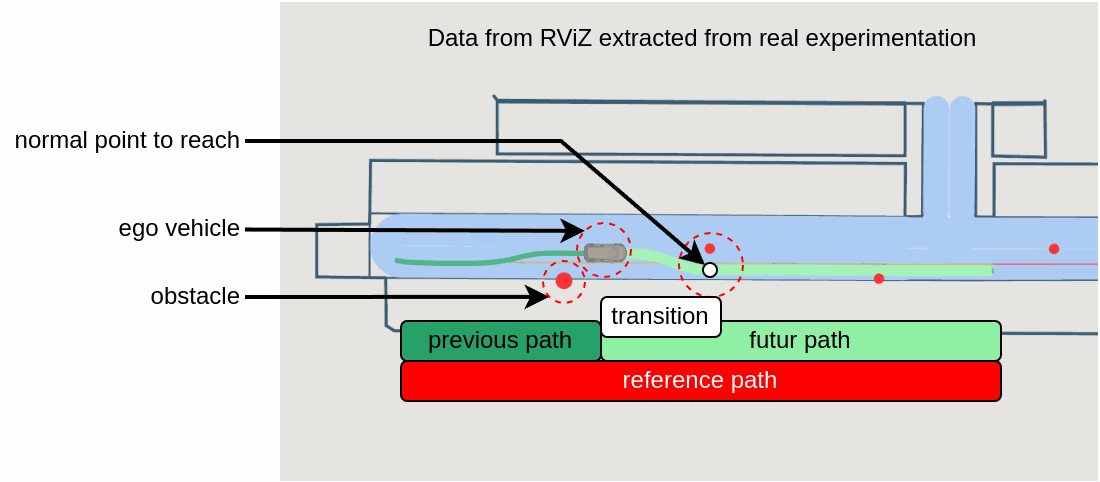 Data from RViZ extracted from real experimentation
normal point to reach
ego vehicle
obstacle
transition
previous path
futur path
reference path